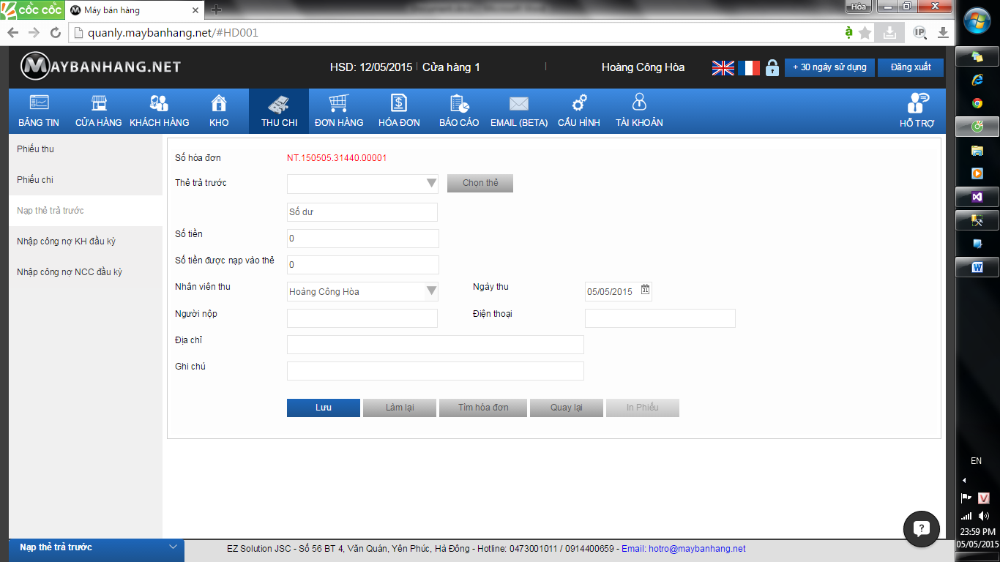 CỐC CỐC
Máy bán hàng
Hòa
quanly.maybanhang.net/#HD001
IP
MAYBANHANG.NET
HSD: 12/05/2015 | Cửa hàng 1 | Hoàng Công Hòa
+ 30 ngày sử dụng
Đăng xuất
BẢNG TIN
CỬA HÀNG
KHÁCH HÀNG
KHO
THU CHI
ĐƠN HÀNG
HÓA ĐƠN
BÁO CÁO
EMAIL (BETA)
CẤU HÌNH
TÀI KHOẢN
HỖ TRỢ
Phiếu thu
Phiếu chi
Nạp thẻ trả trước
Nhập công nợ KH đầu kỳ
Nhập công nợ NCC đầu kỳ
Số hóa đơn NT.150505.31440.00001
Thẻ trả trước Chọn thẻ
Số dư
Số tiền 0
Số tiền được nạp vào thẻ 0
Nhân viên thu Hoàng Công Hòa Ngày thu 05/05/2015 31
Người nộp Điện thoại
Địa chỉ
Ghi chú
Lưu
Làm lại
Tìm hóa đơn
Quay lại
In Phiếu
Nạp thẻ trả trước
EZ Solution JSC - Số 56 BT 4, Văn Quán, Yên Phúc, Hà Đông - Hotline: 0473001011 / 0914400659 - Email: hotro@maybanhang.net
EN
V
23:59 PM
05/05/2015